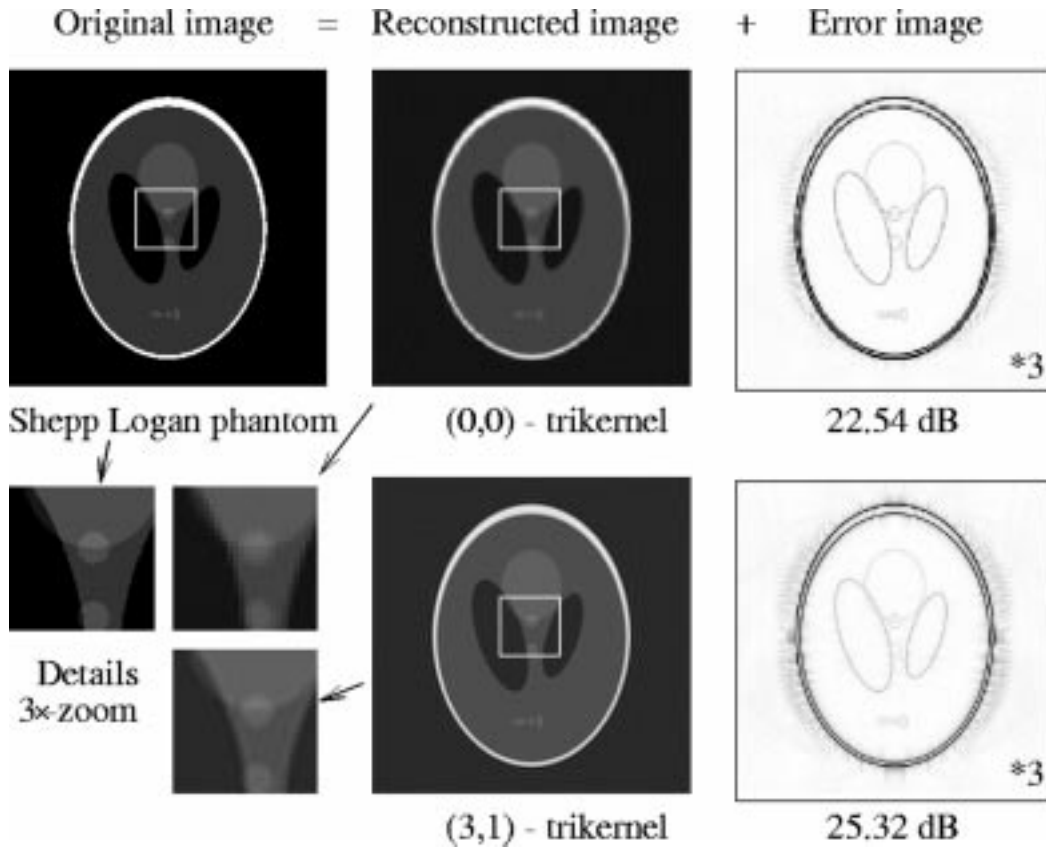 Original image = Reconstructed image + Error image
*3
Shepp Logan phantom
(0,0) - trikernel
22.54 dB
Details
3×-zoom
*3
(3,1) - trikernel
25.32 dB